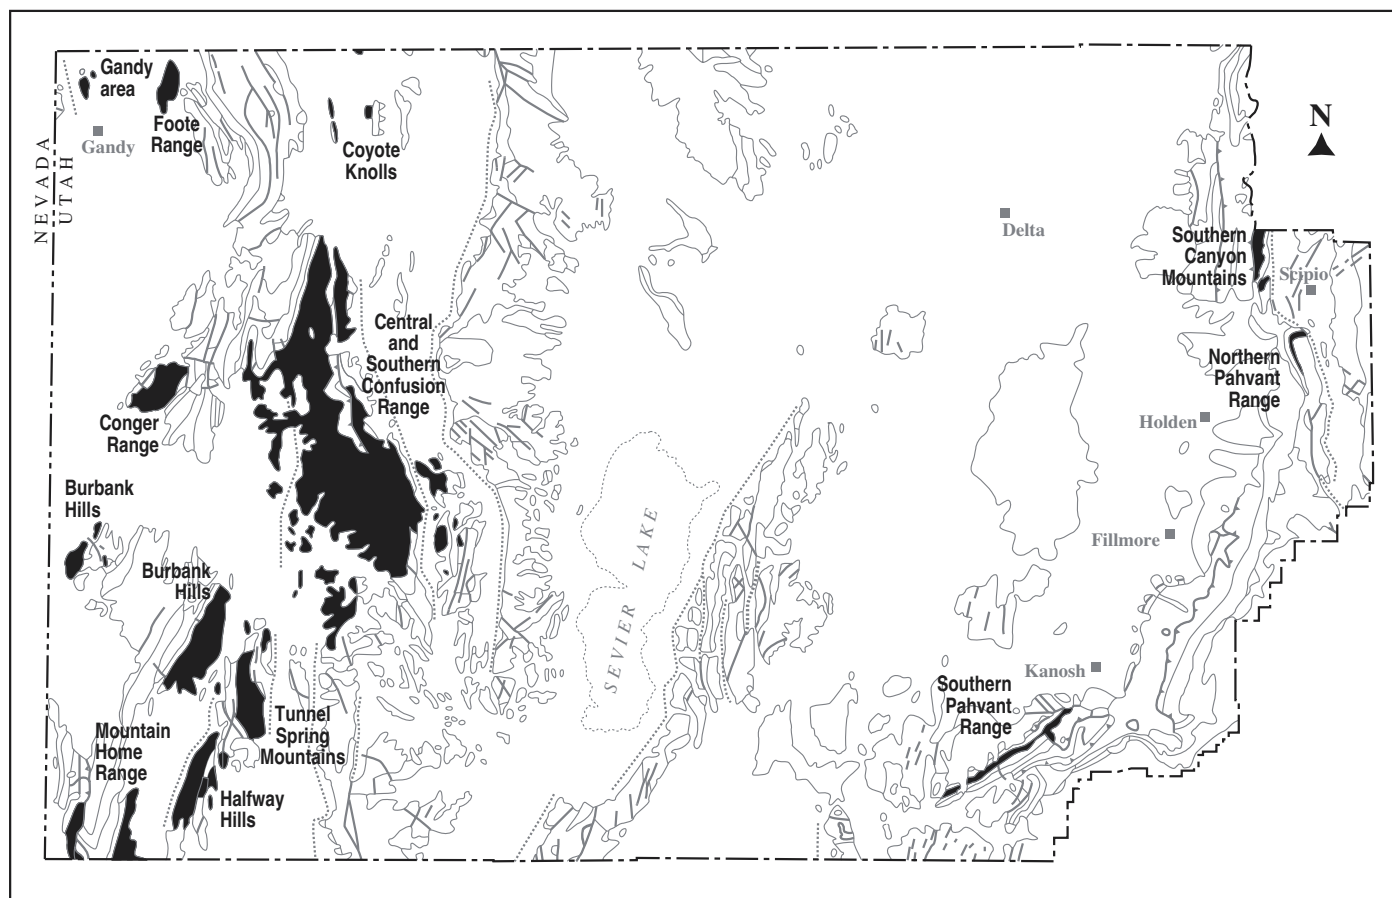 Gandy
area
Foote
Range
Gandy
NEVADA
UTAH
Coyote
Knolls
N
Delta
Southern
Canyon
Mountains
Scipio
Central
and
Southern
Confusion
Range
Northern
Pahvant
Range
Conger
Range
Holden
Burbank
Hills
SEVIER LAKE
Fillmore
Burbank
Hills
Kanosh
Southern
Pahvant
Range
Mountain
Home
Range
Tunnel
Spring
Mountains
Halfway
Hills